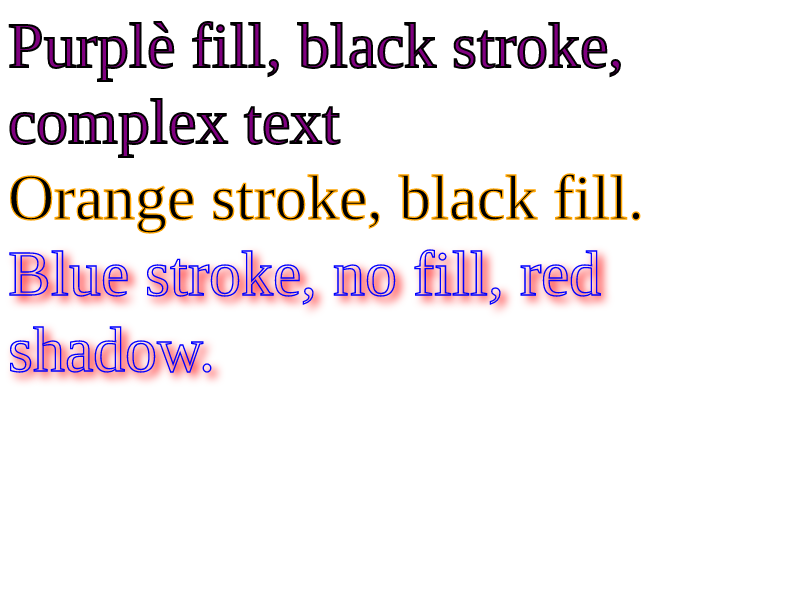 Purplè fill, black stroke,
complex text
Orange stroke, black fill.
Blue stroke, no fill, red
shadow.